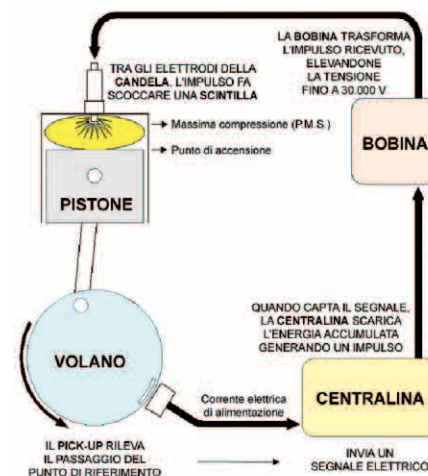 LA BOBINA TRASFORMA
L'IMPULSO RICEVUTO,
ELEVANDONE
LA TENSIONE
FINO A 30.000 V
TRA GLI ELETTRODI DELLA
CANDELA, L'IMPULSO FA
SCOCCARE UNA SCINTILLA
Massima compressione (P.M.S.)
Punto di accensione
BOBINA
PISTONE
QUANDO CAPTA IL SEGNALE,
LA CENTRALINA SCARICA
L'ENERGIA ACCUMULATA
GENERANDO UN IMPULSO
VOLANO
Corrente elettrica
di alimentazione
CENTRALINA
IL PICK-UP RILEVA
IL PASSAGGIO DEL
PUNTO DI RIFERIMENTO
INVIA UN
SEGNALE ELETTRICO